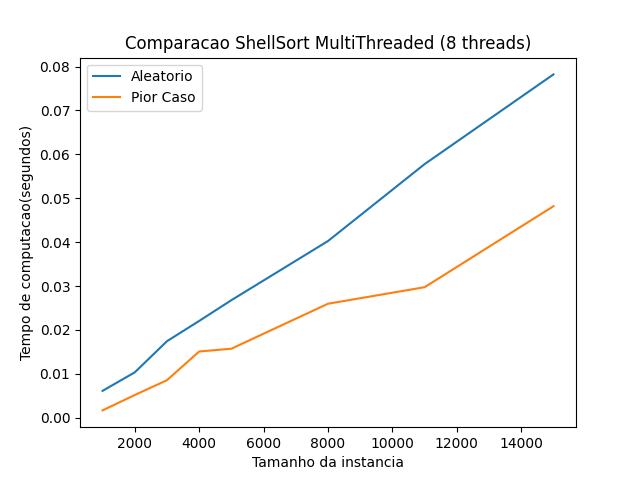 Comparacao ShellSort MultiThreaded (8 threads)
Aleatorio
Pior Caso
Tempo de computacao(segundos)
0.08
0.07
0.06
0.05
0.04
0.03
0.02
0.01
0.00
2000 4000 6000 8000 10000 12000 14000
Tamanho da instancia